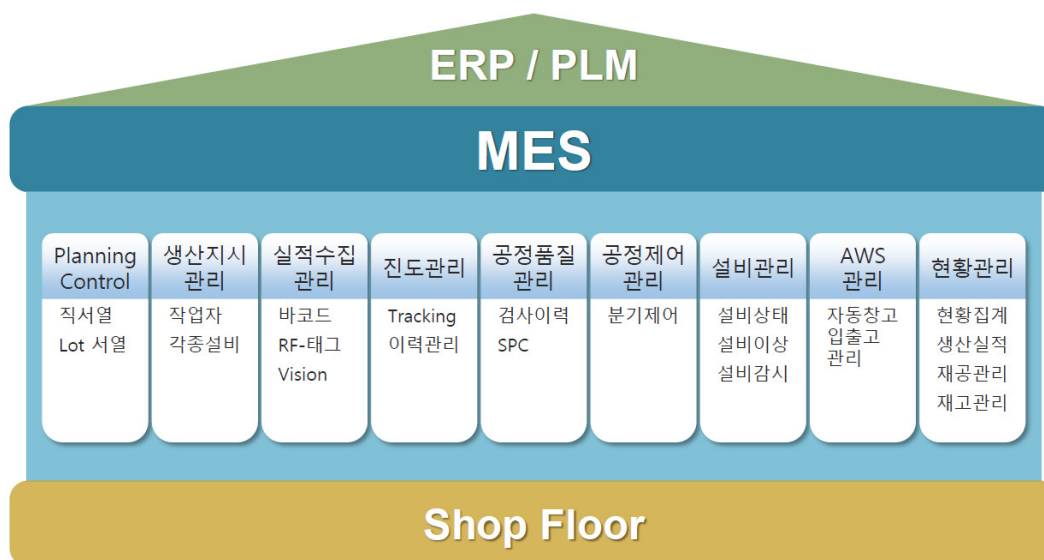 ERP / PLM
MES
Planning
Control
직서열
Lot 서열
생산지시
관리
작업자
각종설비
실적수집
관리
바코드
RF-태그
Vision
진도관리
Tracking
이력관리
공정품질
관리
검사이력
SPC
공정제어
관리
분기제어
설비관리
설비상태
설비이상
설비감시
AWS
관리
자동창고
입출고
관리
현황관리
현황집계
생산실적
재공관리
재고관리
Shop Floor